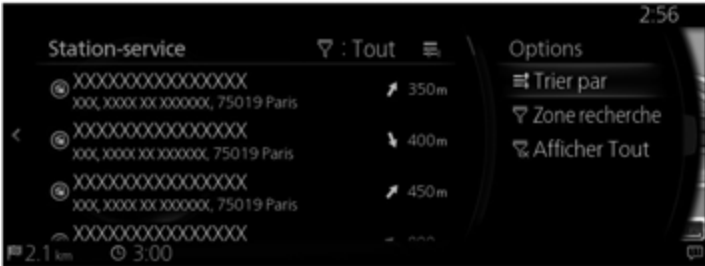 2:56
Station-service : Tout
XXXXXXXXXXXXXXX
xxx, xxxx xx xxxxxx, 75019 Paris
350m
XXXXXXXXXXXXXXX
xxx, xxxx xx xxxxxx, 75019 Paris
400m
XXXXXXXXXXXXXXX
xxx, xxxx xx xxxxxx, 75019 Paris
450m
XXXXXXXXXXXXXXX
Options
Trier par
Zone recherche
Afficher Tout
2.1 km
3:00